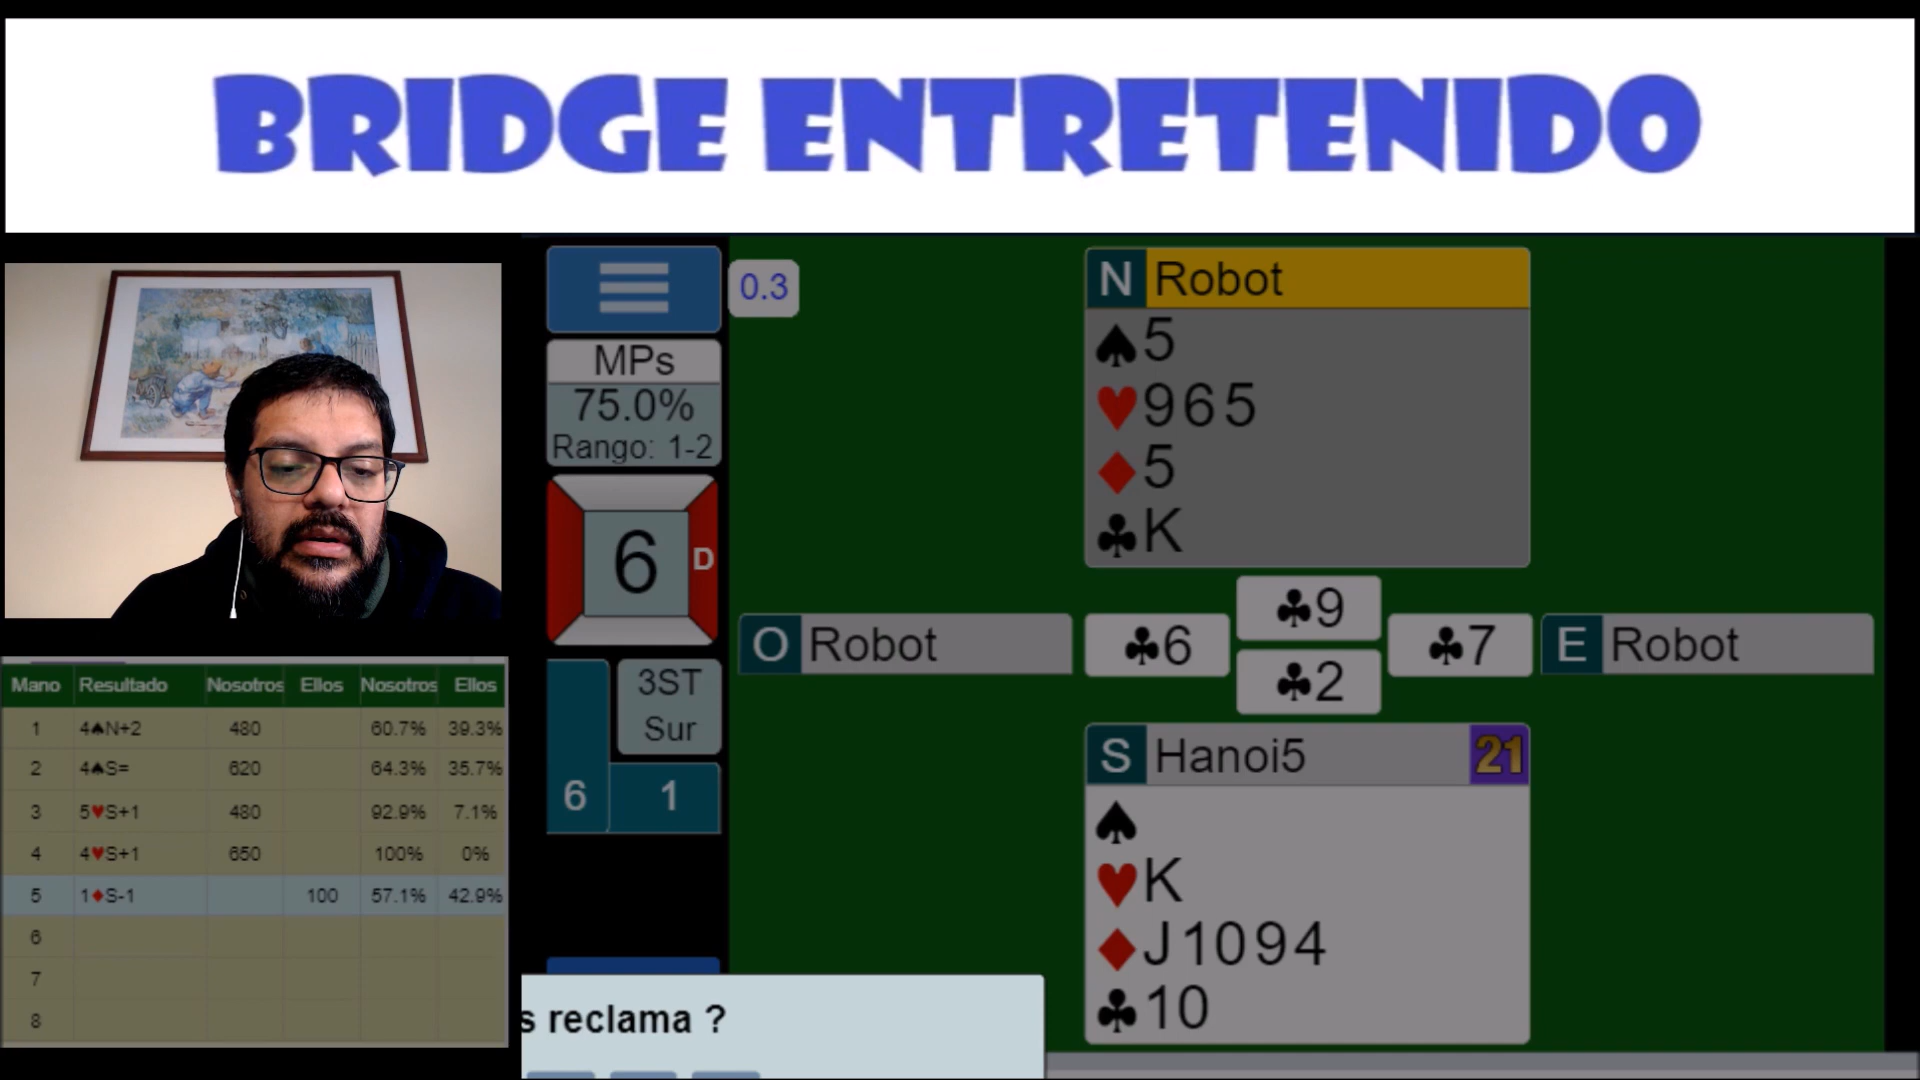 BRIDGE ENTRETENIDO
0.3
MPs
75.0%
Rango: 1-2
6 D
3ST
Sur
6 1
N Robot
♠5
♥965
♦5
♣K
♣9
O Robot ♣6 ♣7 E Robot
♣2
S Hanoi5 21
♠
♥K
♦J1094
♣10
Mano Resultado Nosotros Ellos Nosotros Ellos
1 4♠N+2 480 60.7% 39.3%
2 4♠S= 620 64.3% 35.7%
3 5♥S+1 480 92.9% 7.1%
4 4♥S+1 650 100% 0%
5 1♦S-1 100 57.1% 42.9%
6
7
8
s reclama ?